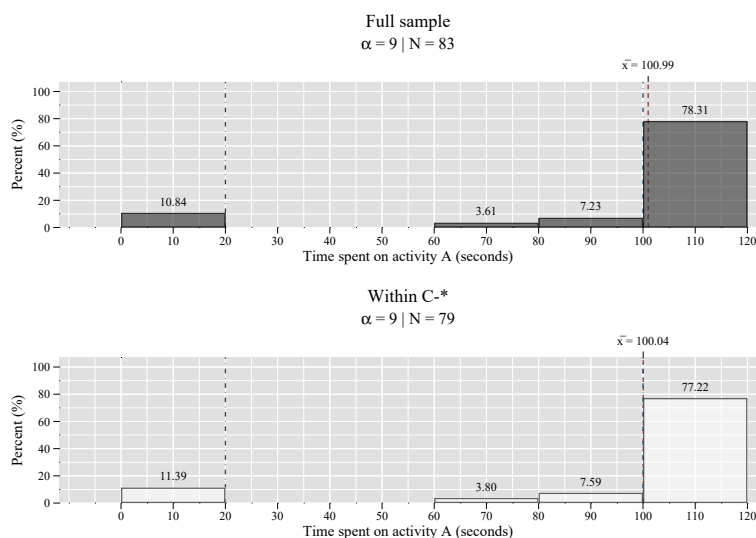 Full sample
α = 9 | N = 83
x̄ = 100.99
Percent (%)
100
80
60
40
20
0
10.84
3.61
7.23
78.31
0 10 20 30 40 50 60 70 80 90 100 110 120
Time spent on activity A (seconds)
Within C-*
α = 9 | N = 79
x̄ = 100.04
Percent (%)
100
80
60
40
20
0
11.39
3.80
7.59
77.22
0 10 20 30 40 50 60 70 80 90 100 110 120
Time spent on activity A (seconds)